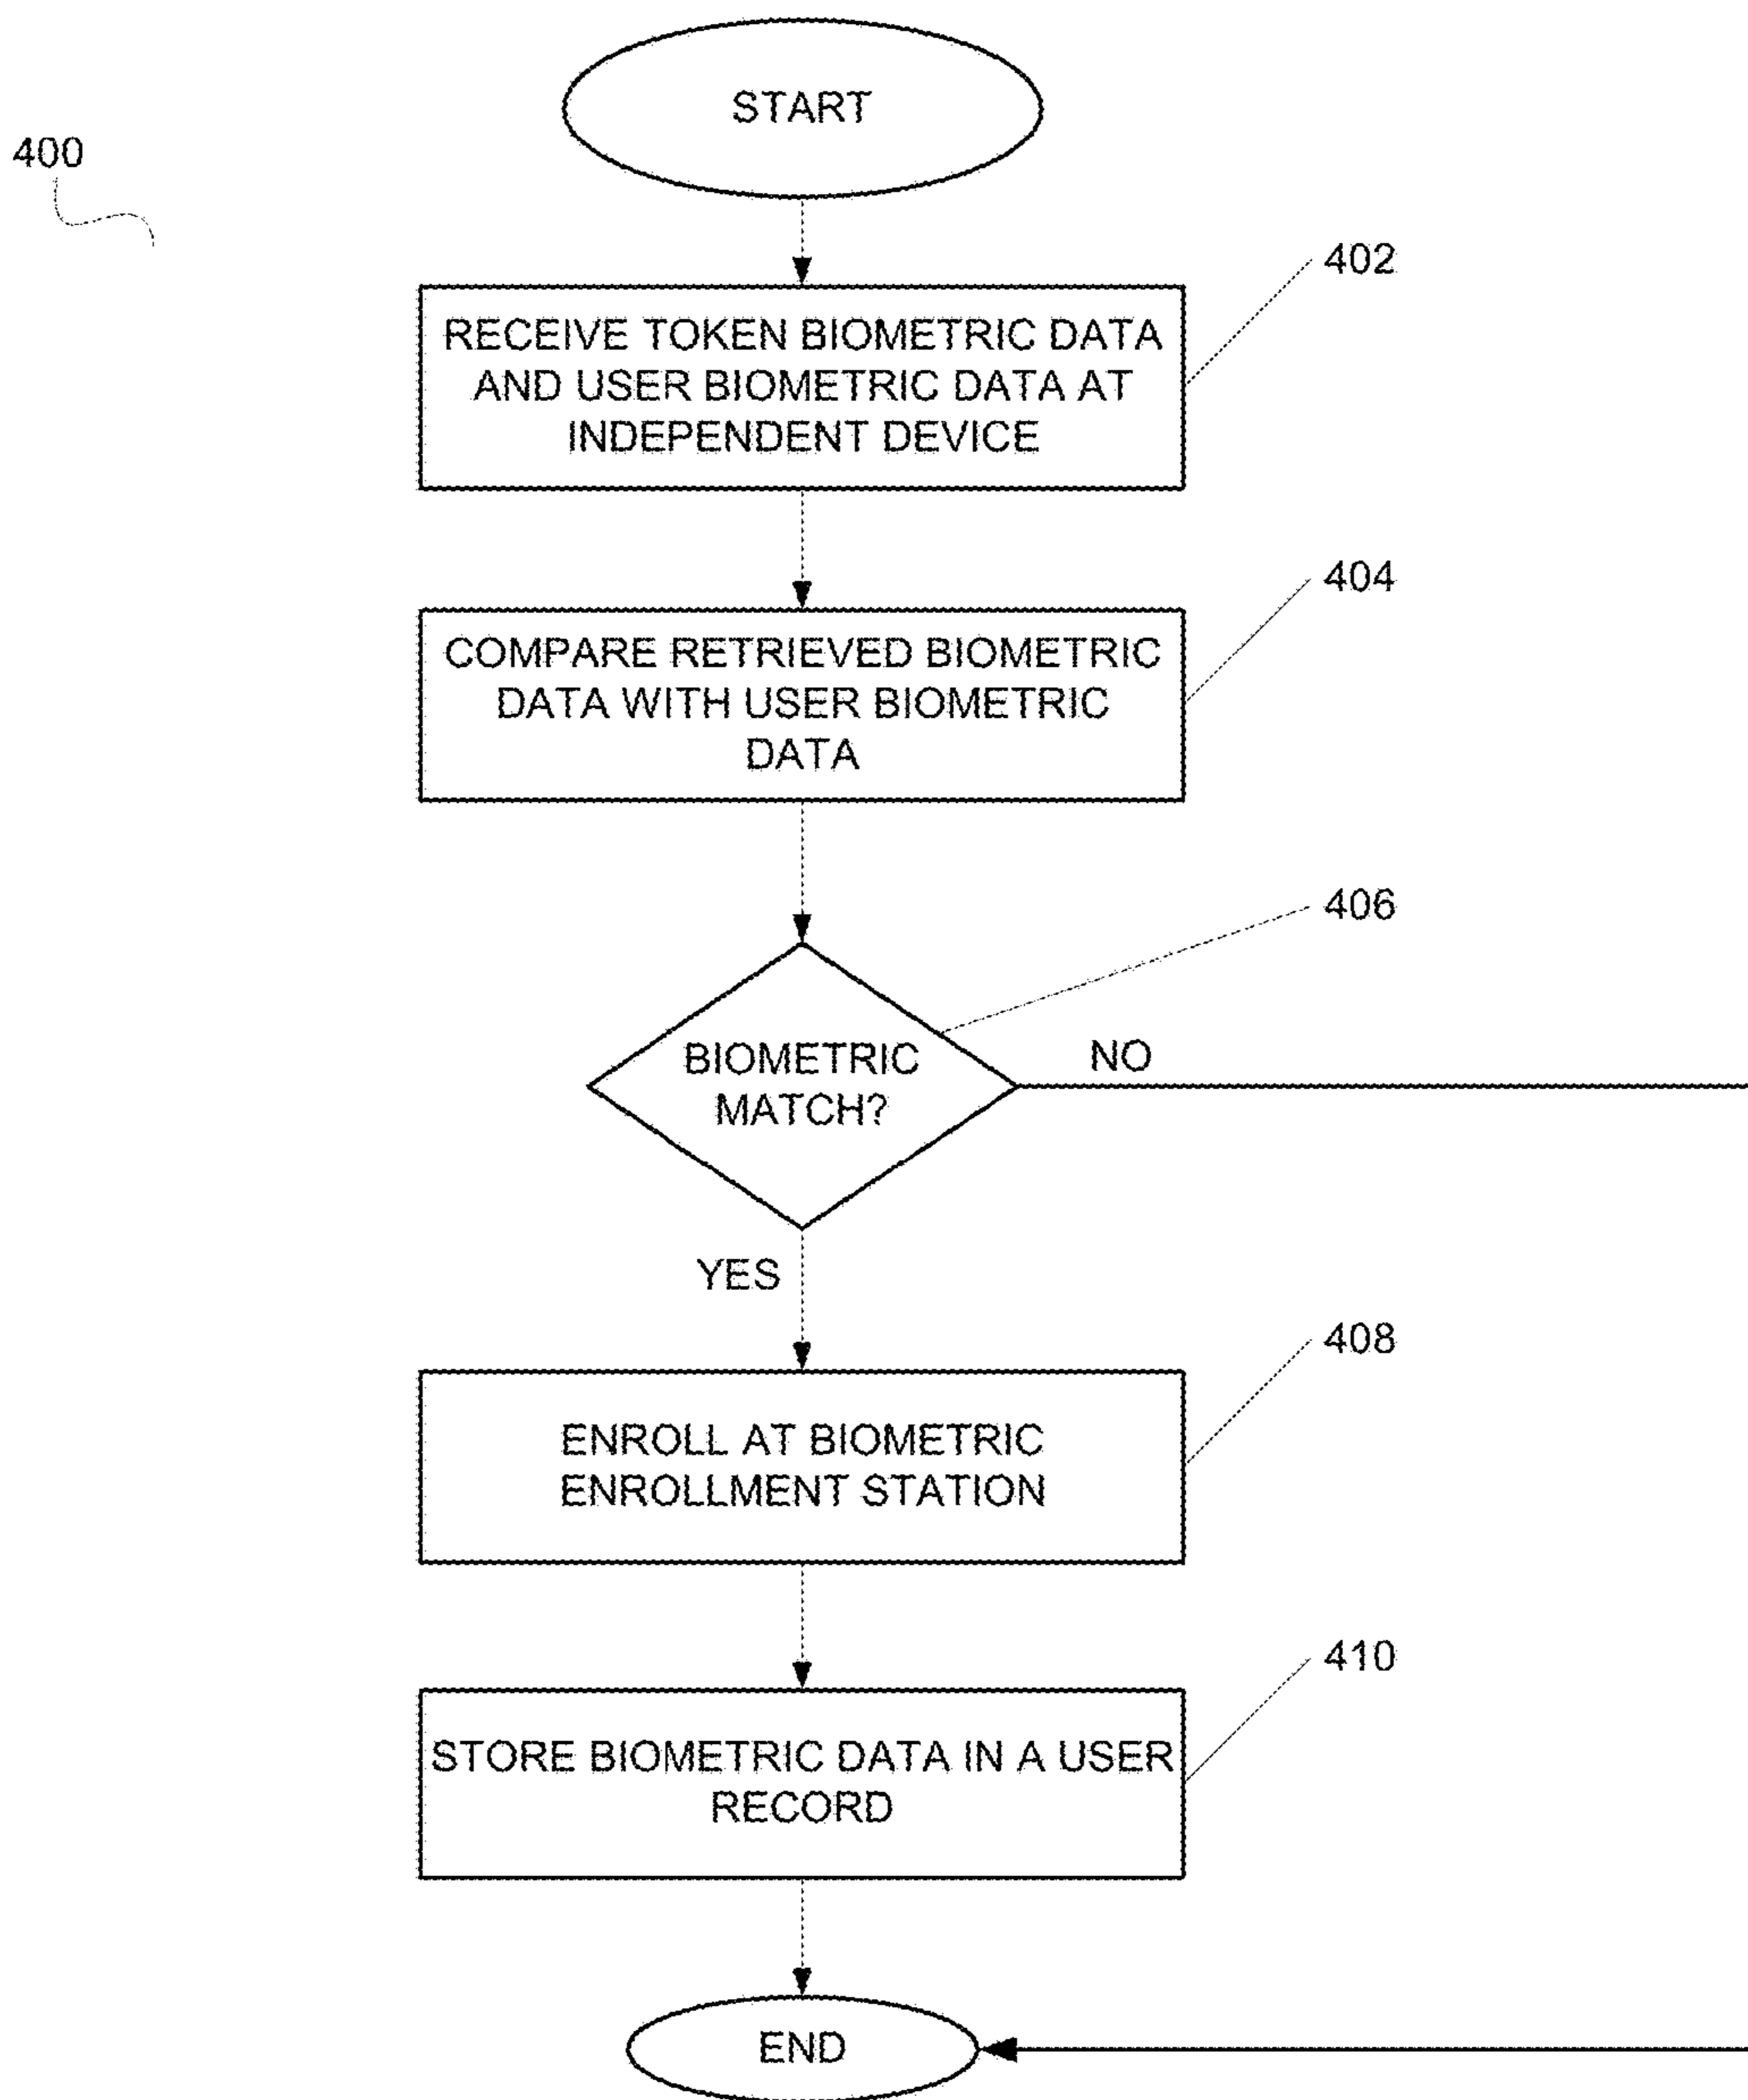 START
400
402
RECEIVE TOKEN BIOMETRIC DATA
AND USER BIOMETRIC DATA AT
INDEPENDENT DEVICE
404
COMPARE RETRIEVED BIOMETRIC
DATA WITH USER BIOMETRIC
DATA
406
BIOMETRIC
MATCH?
NO
YES
408
ENROLL AT BIOMETRIC
ENROLLMENT STATION
410
STORE BIOMETRIC DATA IN A USER
RECORD
END